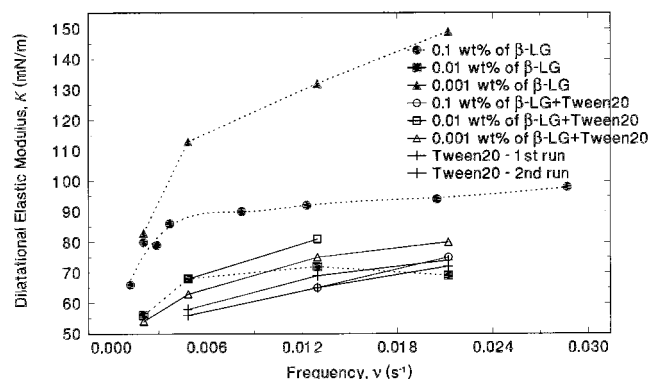 150
140
130
120
110
100
90
80
70
60
50
Dilatational Elastic Modulus, K (mN/m)
0.1 wt% of β-LG
0.01 wt% of β-LG
0.001 wt% of β-LG
0.1 wt% of β-LG+Tween20
0.01 wt% of β-LG+Tween20
0.001 wt% of β-LG+Tween20
Tween20 - 1st run
Tween20 - 2nd run
0.000 0.006 0.012 0.018 0.024 0.030
Frequency, ν (s⁻¹)